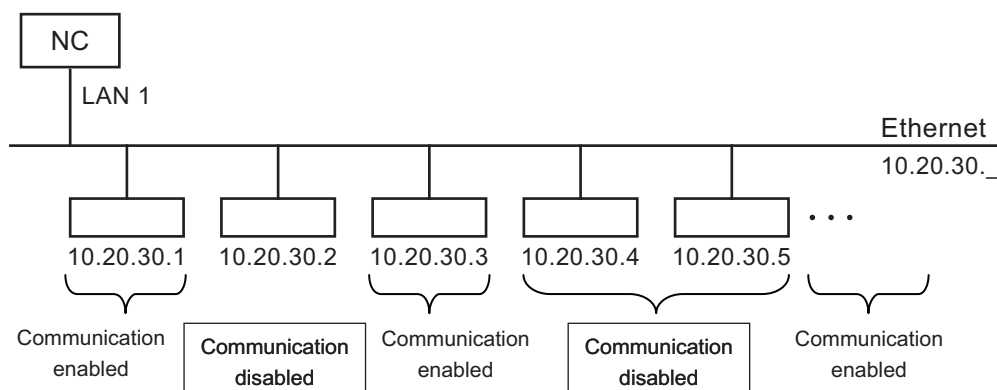 NC
LAN 1
Ethernet
10.20.30._
10.20.30.1 10.20.30.2 10.20.30.3 10.20.30.4 10.20.30.5
Communication
enabled
Communication
disabled
Communication
enabled
Communication
disabled
Communication
enabled